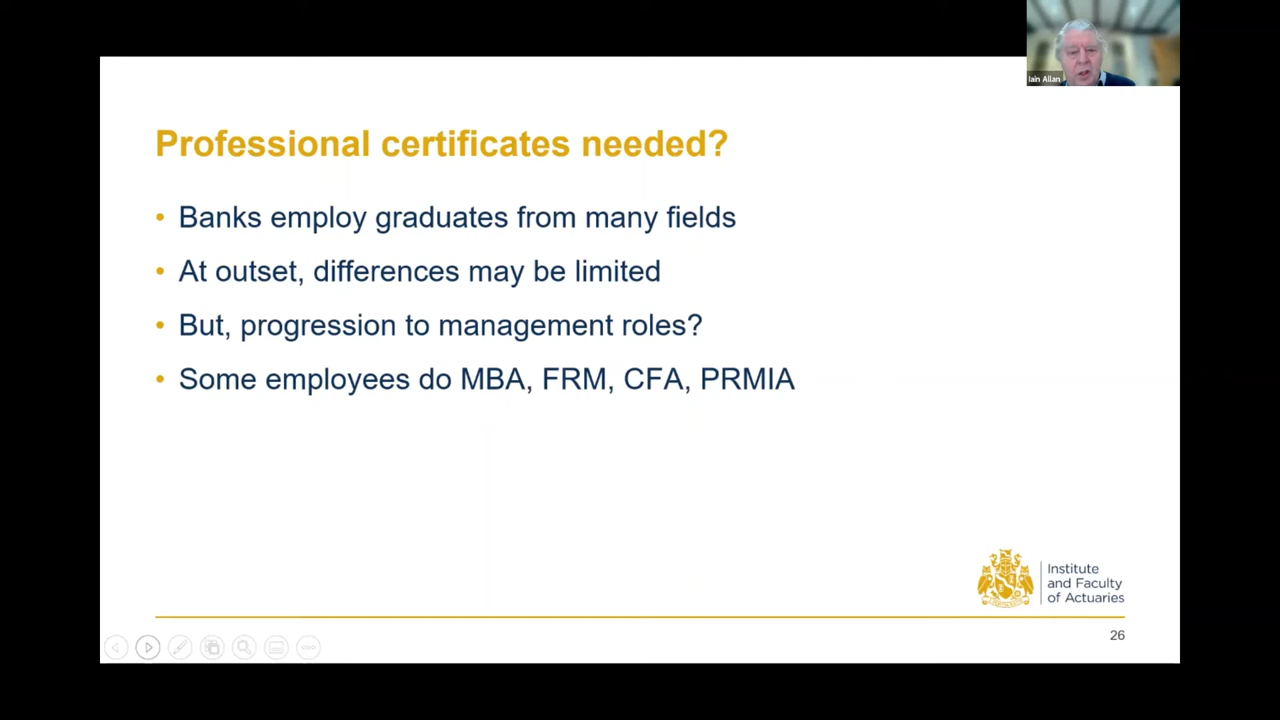 Iain Allan
Professional certificates needed?
• Banks employ graduates from many fields
• At outset, differences may be limited
• But, progression to management roles?
• Some employees do MBA, FRM, CFA, PRMIA
Institute
and Faculty
of Actuaries
26